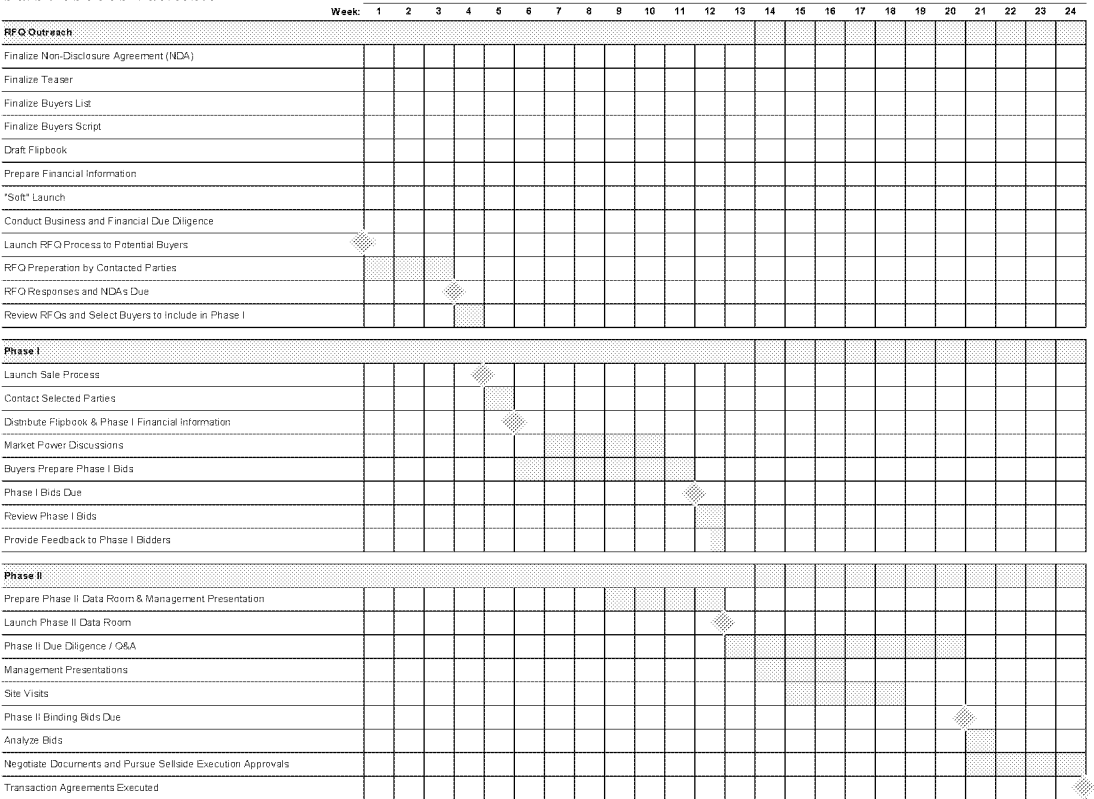 Week: 1 2 3 4 5 6 7 8 9 10 11 12 13 14 15 16 17 18 19 20 21 22 23 24
RFQ Outreach
Finalize Non-Disclosure Agreement (NDA)
Finalize Teaser
Finalize Buyers List
Finalize Buyers Script
Draft Flipbook
Prepare Financial Information
"Soft" Launch
Conduct Business and Financial Due Diligence
Launch RFQ Process to Potential Buyers
RFQ Preperation by Contacted Parties
RFQ Responses and NDAs Due
Review RFQs and Select Buyers to Include in Phase I
Phase I
Launch Sale Process
Contact Selected Parties
Distribute Flipbook & Phase I Financial Information
Market Power Discussions
Buyers Prepare Phase I Bids
Phase I Bids Due
Review Phase I Bids
Provide Feedback to Phase I Bidders
Phase II
Prepare Phase II Data Room & Management Presentation
Launch Phase II Data Room
Phase II Due Diligence / Q&A
Management Presentations
Site Visits
Phase II Binding Bids Due
Analyze Bids
Negotiate Documents and Pursue Sellside Execution Approvals
Transaction Agreements Executed